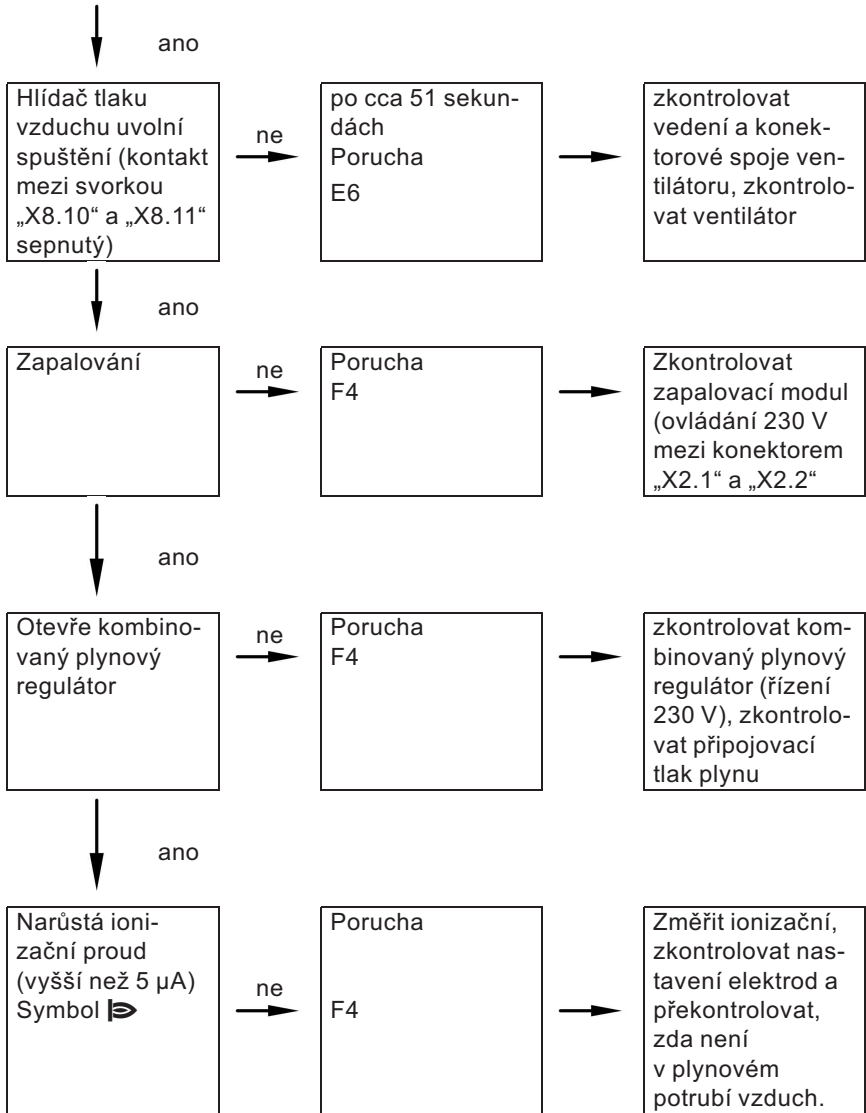 ano
Hlídač tlaku
vzduchu uvolní
spuštění (kontakt
mezi svorkou
„X8.10“ a „X8.11“
sepnutý)
ne
po cca 51 sekun-
dách
Porucha
E6
zkontrolovat
vedení a konek-
torové spoje ven-
tilátoru, zkontrolo-
vat ventilátor
ano
Zapalování
ne
Porucha
F4
Zkontrolovat
zapalovací modul
(ovládání 230 V
mezi konektorem
„X2.1“ a „X2.2“
ano
Otevře kombino-
vaný plynový
regulátor
ne
Porucha
F4
zkontrolovat kom-
binovaný plynový
regulátor (řízení
230 V), zkontrolo-
vat připojovací
tlak plynu
ano
Narůstá ioni-
zační proud
(vyšší než 5 µA)
Symbol
ne
Porucha
F4
Změřit ionizační,
zkontrolovat nas-
tavení elektrod a
překontrolovat,
zda není
v plynovém
potrubí vzduch.